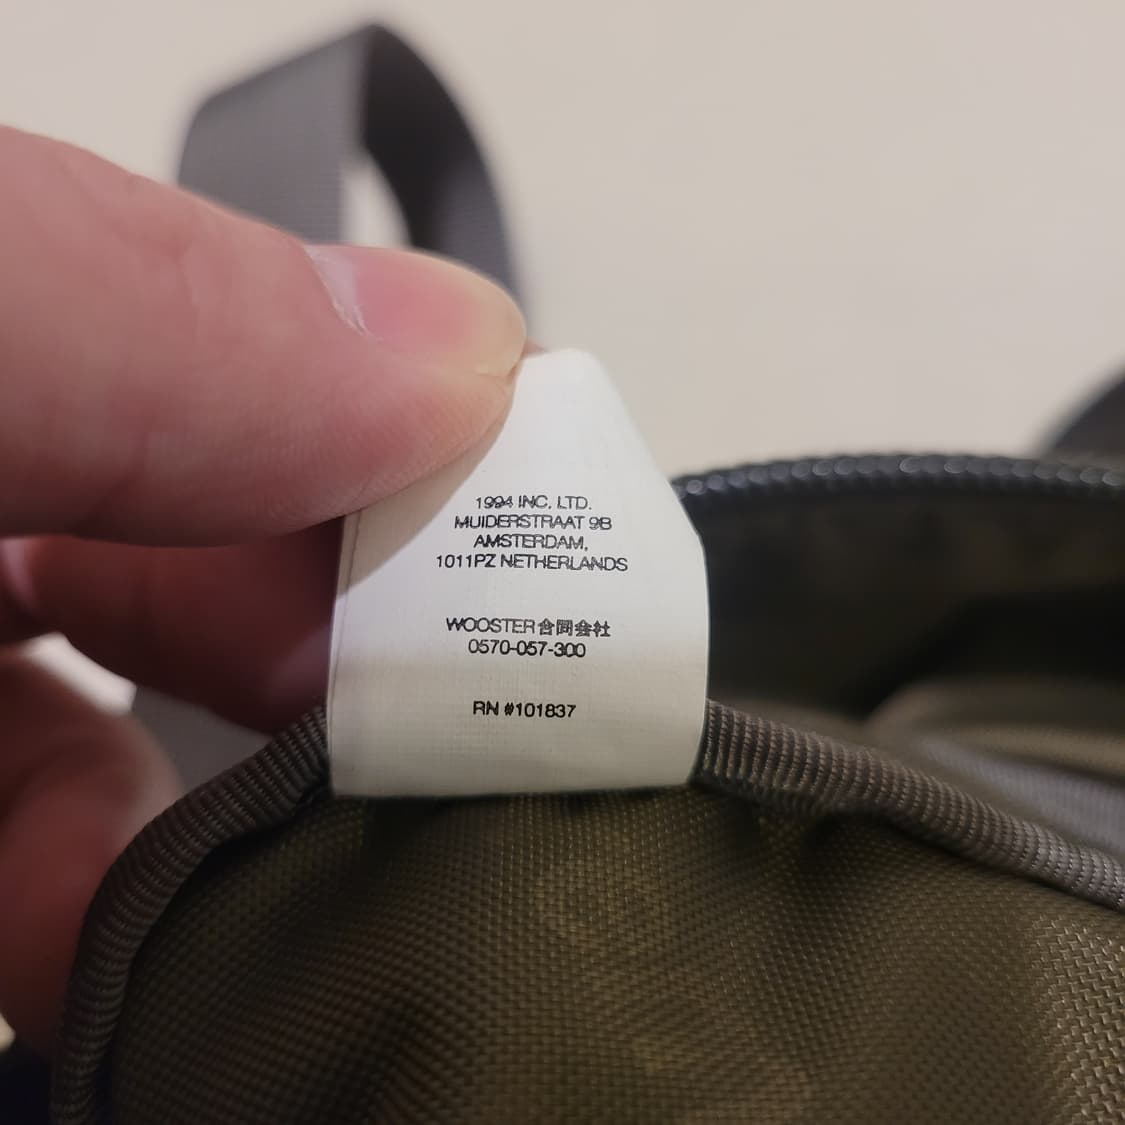 1994 INC, LTD.
MUIDERSTRAAT 9B
AMSTERDAM,
1011PZ NETHERLANDS
WOOSTER合同会社
0570-057-300
RN #101837